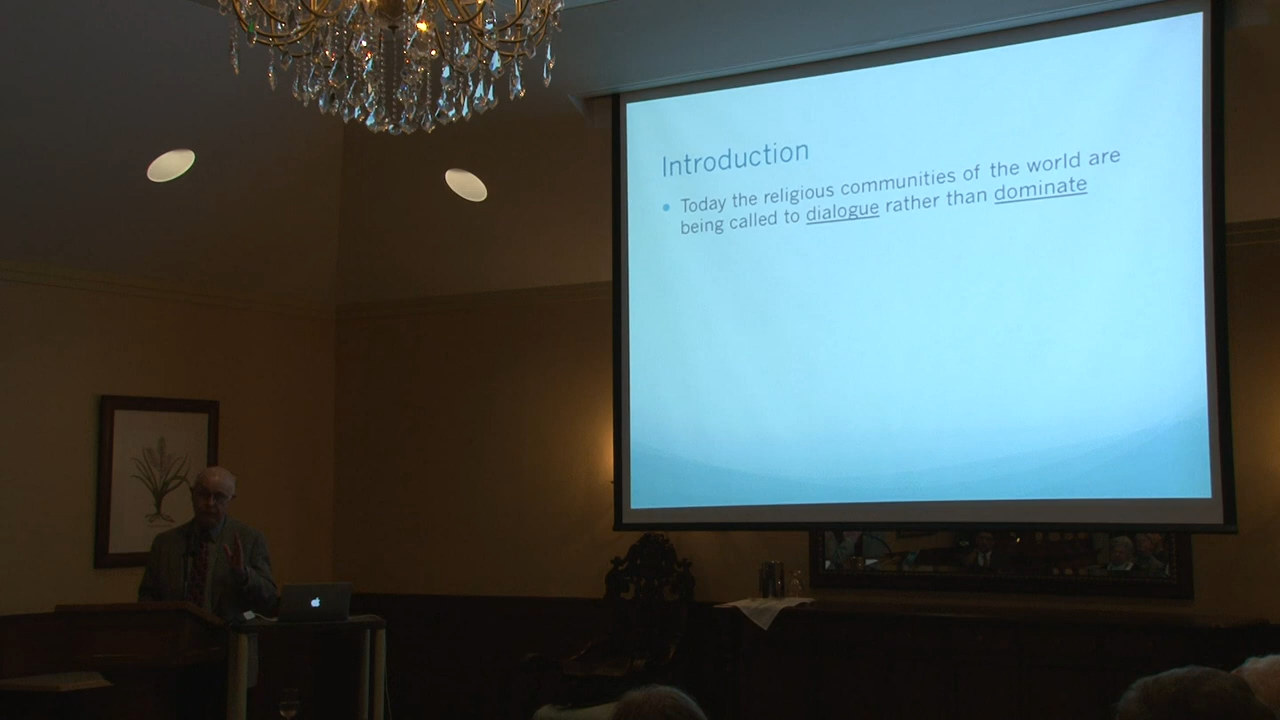 Introduction
Today the religious communities of the world are
being called to dialogue rather than dominate